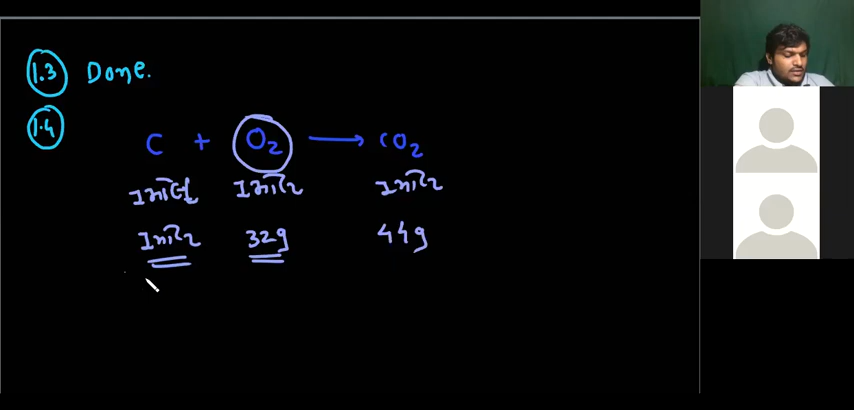 1.3 Done.
1.4
C + O₂ ⟶ CO₂
1મોલ 1મોલ 1મોલ
1મોલ 32g 44g